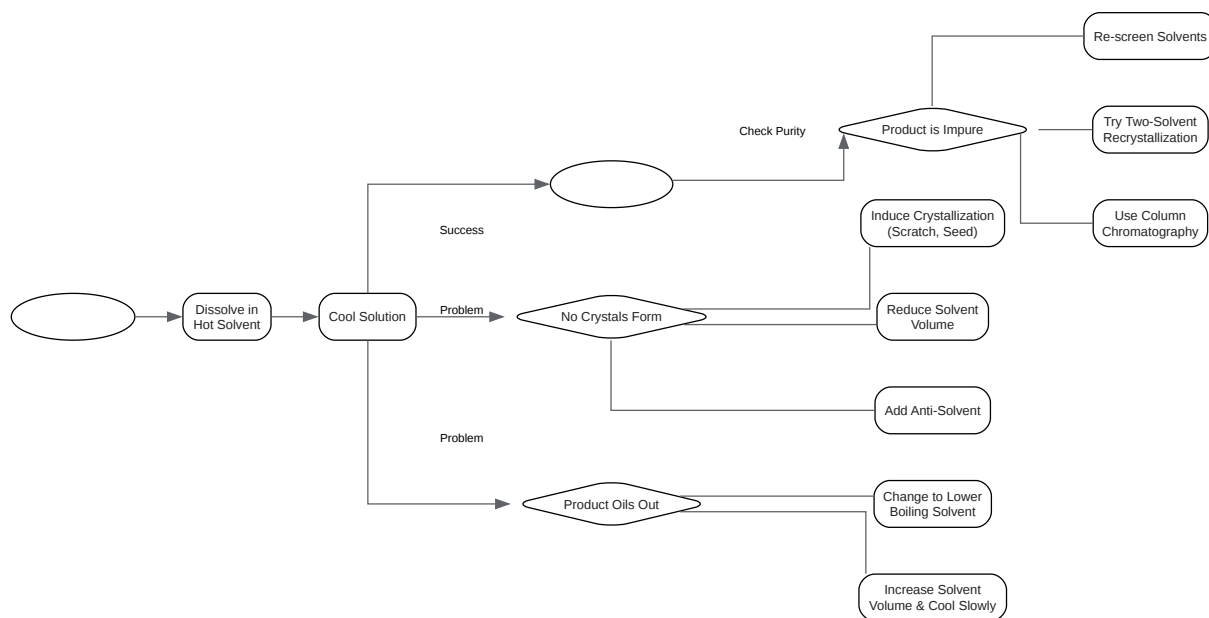 Re-screen Solvents
Check Purity
Product is Impure
Try Two-Solvent
Recrystallization
Induce Crystallization
(Scratch, Seed)
Use Column
Chromatography
Success
Dissolve in
Hot Solvent
Cool Solution
Problem
No Crystals Form
Reduce Solvent
Volume
Add Anti-Solvent
Problem
Product Oils Out
Change to Lower
Boiling Solvent
Increase Solvent
Volume & Cool Slowly